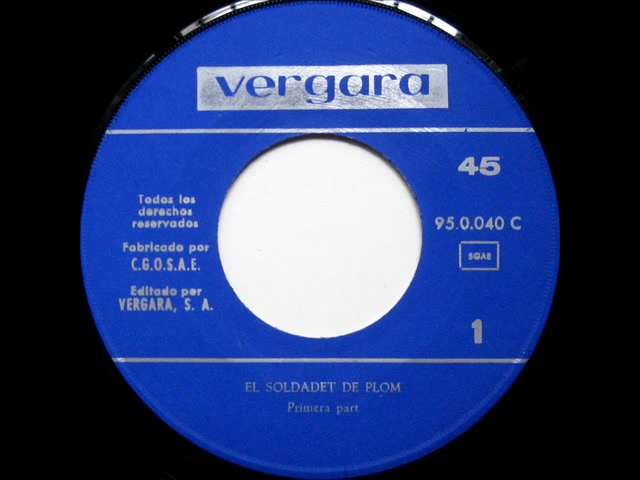 vergara
45
Todos los
derechos
reservados
95.0.040 C
Fabricado por
C.G.O.S.A.E.
SGAE
Editado por
VERGARA, S. A.
1
EL SOLDADET DE PLOM
Primera part